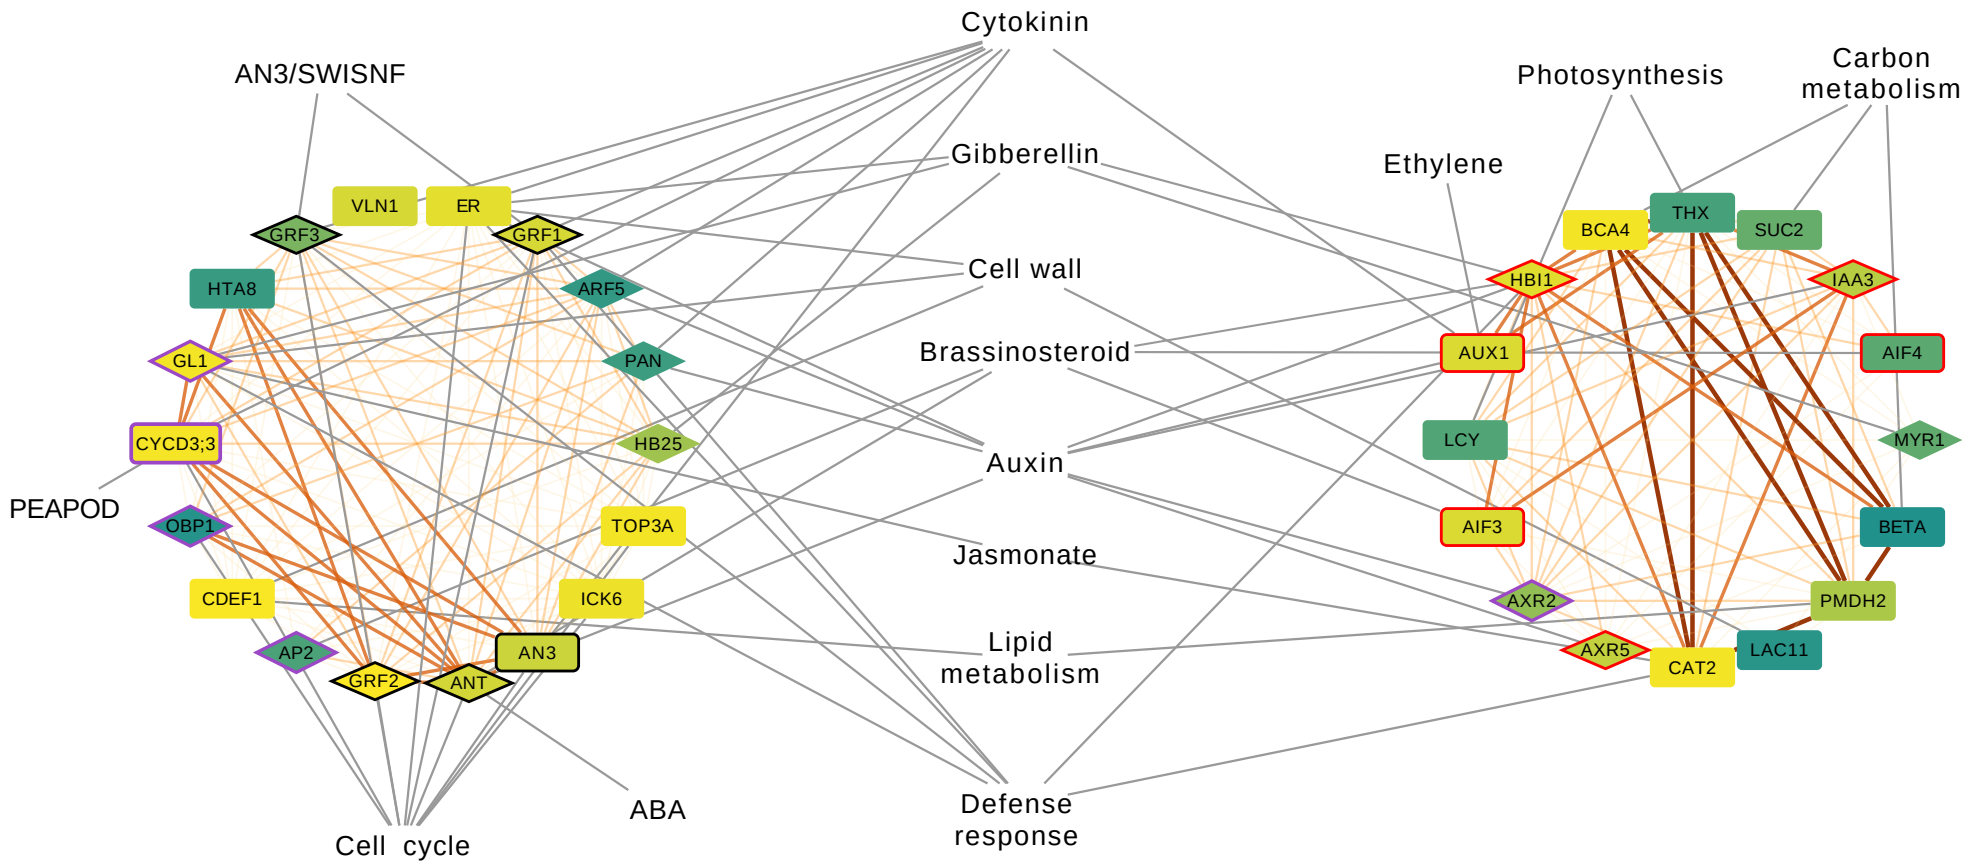 Cytokinin
AN3/SWISNF
Photosynthesis
Carbon
metabolism
Gibberellin
Ethylene
VLN1
ER
GRF3
GRF1
HTA8
ARF5
GL1
PAN
CYCD3;3
HB25
PEAPOD
OBP1
TOP3A
CDEF1
ICK6
AP2
AN3
GRF2
ANT
Cell wall
Brassinosteroid
Auxin
Jasmonate
Lipid
metabolism
Defense
response
ABA
Cell cycle
THX
BCA4
SUC2
HBI1
IAA3
AUX1
AIF4
LCY
MYR1
AIF3
BETA
AXR2
PMDH2
AXR5
CAT2
LAC11